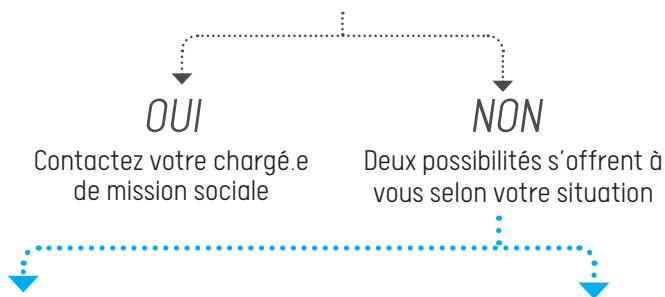 OUI
Contactez votre chargé.e
de mission sociale
NON
Deux possibilités s'offrent à
vous selon votre situation